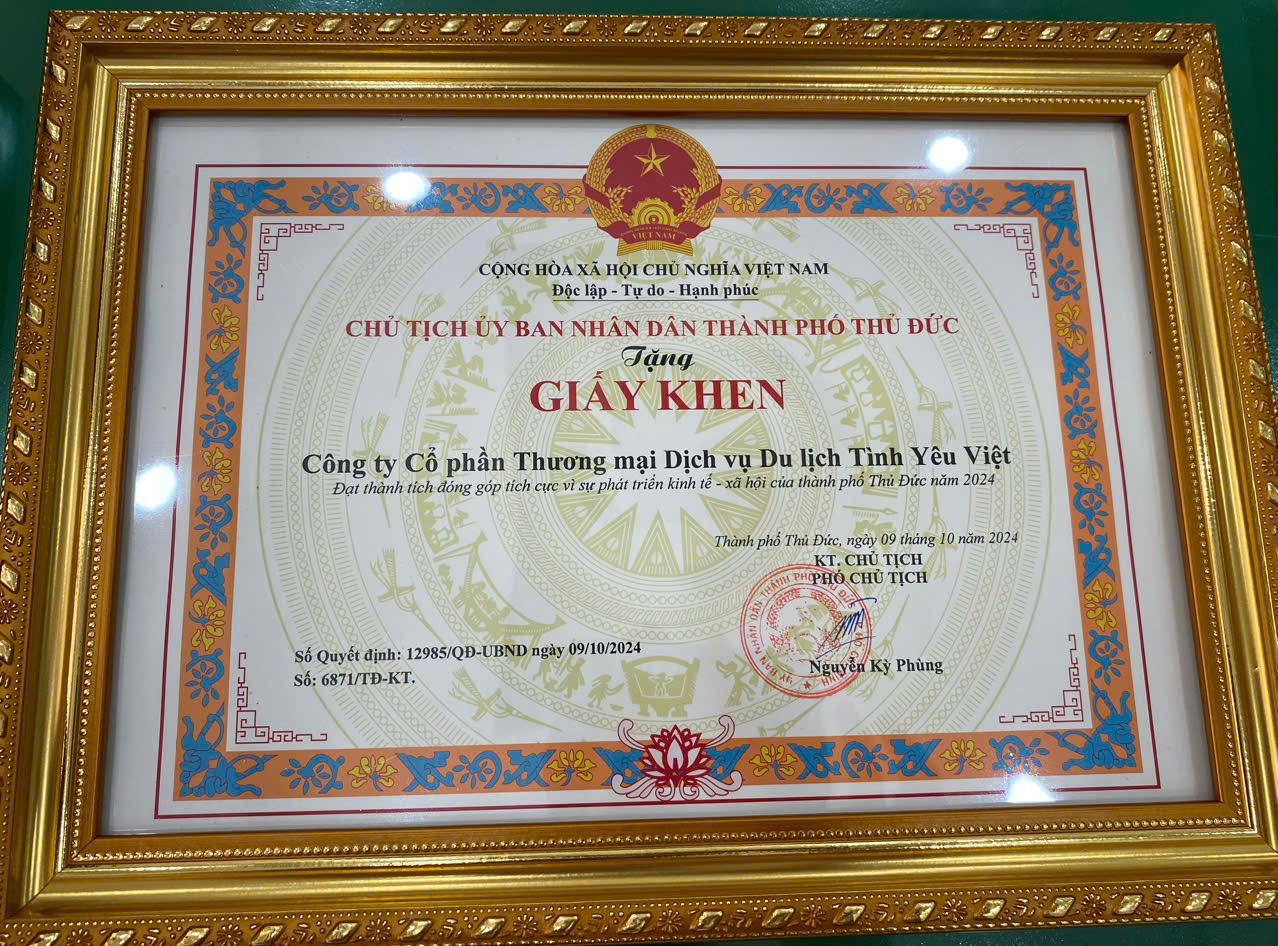 VIỆT NAM
CỘNG HÒA XÃ HỘI CHỦ NGHĨA VIỆT NAM
Độc lập - Tự do - Hạnh phúc
CHỦ TỊCH ỦY BAN NHÂN DÂN THÀNH PHỐ THỦ ĐỨC
Tặng
GIẤY KHEN
Công ty Cổ phần Thương mại Dịch vụ Du lịch Tình Yêu Việt
Đạt thành tích đóng góp tích cực vì sự phát triển kinh tế - xã hội của thành phố Thủ Đức năm 2024
Thành phố Thủ Đức, ngày 09 tháng 10 năm 2024
KT. CHỦ TỊCH
PHÓ CHỦ TỊCH
Nguyễn Kỳ Phùng
Số Quyết định: 12985/QĐ-UBND ngày 09/10/2024
Số: 6871/TĐ-KT.